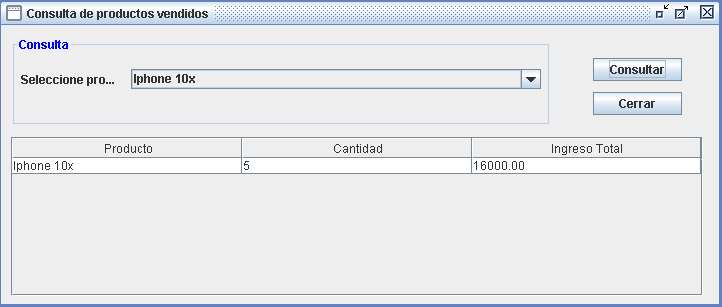 Consulta de productos vendidos
Consulta
Seleccione pro... Iphone 10x
Consultar
Cerrar
Producto Cantidad Ingreso Total
Iphone 10x 5 16000.00